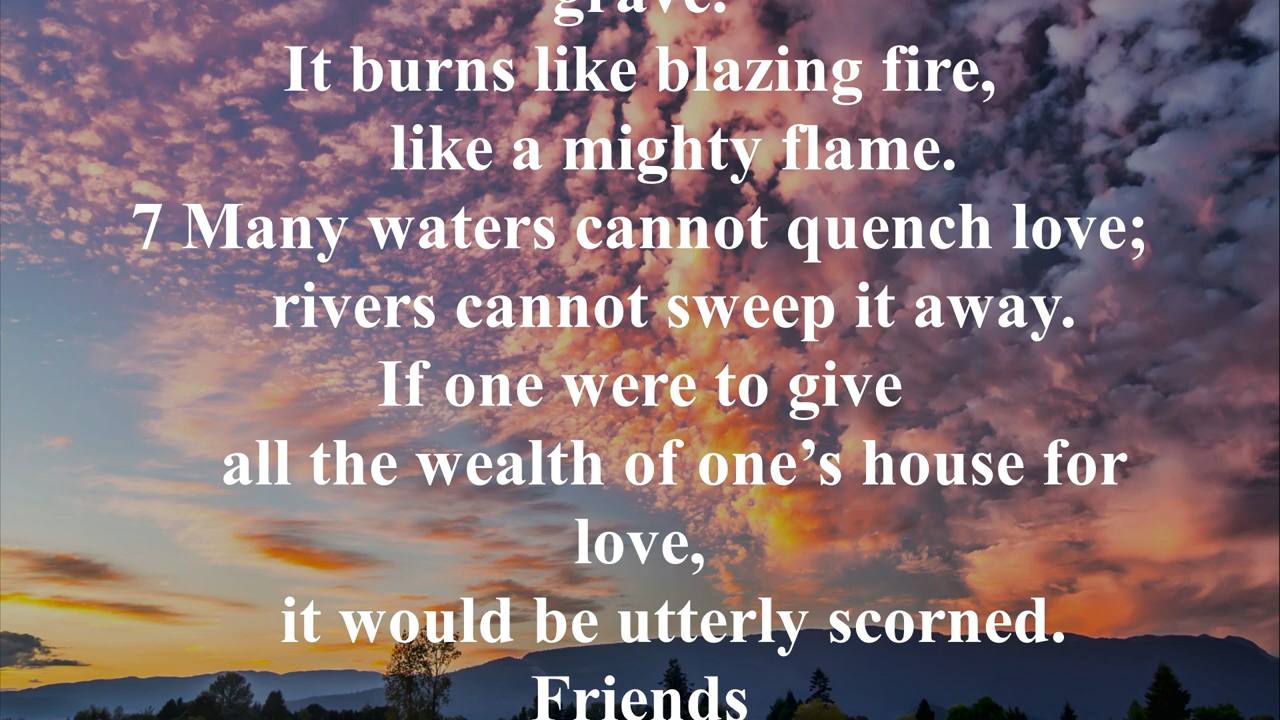 grave.
It burns like blazing fire,
like a mighty flame.
7 Many waters cannot quench love;
rivers cannot sweep it away.
If one were to give
all the wealth of one’s house for
love,
it would be utterly scorned.
Friends